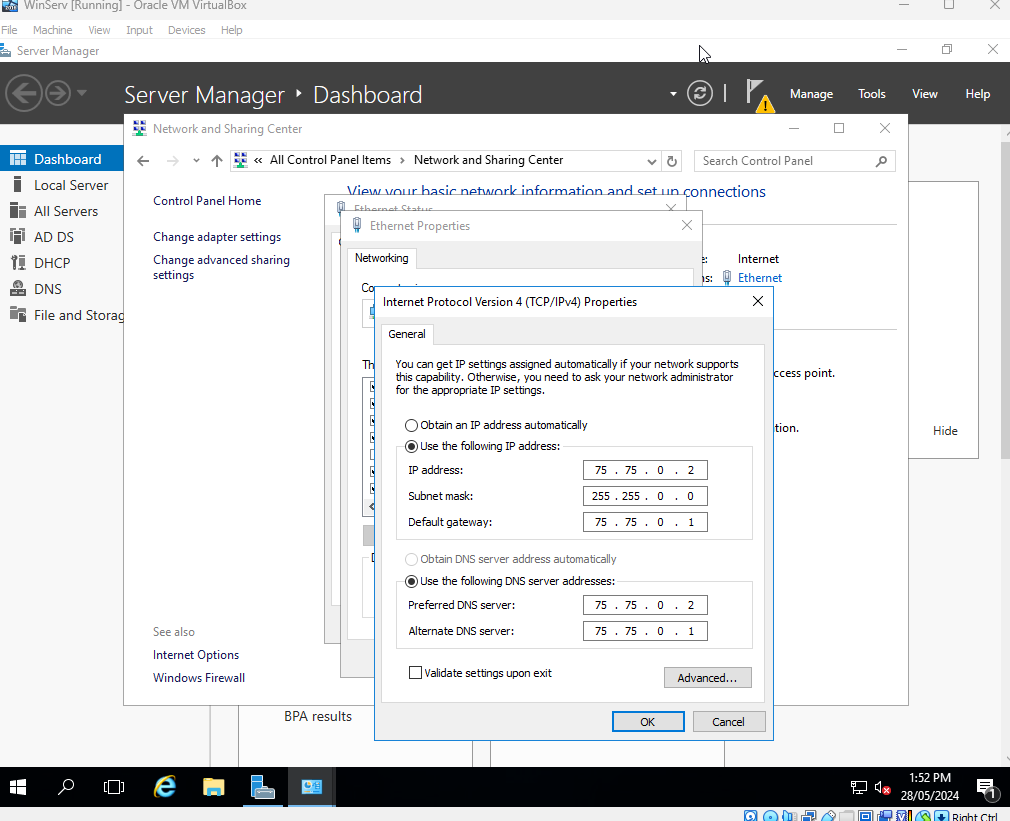 WinServ [Running] - Oracle VM VirtualBox
File Machine View Input Devices Help
Server Manager
Server Manager ‣ Dashboard
Manage Tools View Help
Network and Sharing Center
« All Control Panel Items › Network and Sharing Center
Search Control Panel
Dashboard
Local Server
All Servers
AD DS
DHCP
DNS
File and Storag
Control Panel Home
Change adapter settings
Change advanced sharing
settings
See also
Internet Options
Windows Firewall
View your basic network information and set up connections
Internet
Ethernet
ccess point.
tion.
Hide
Ethernet Status
Ethernet Properties
Networking
Internet Protocol Version 4 (TCP/IPv4) Properties
General
You can get IP settings assigned automatically if your network supports
this capability. Otherwise, you need to ask your network administrator
for the appropriate IP settings.
Obtain an IP address automatically
Use the following IP address:
IP address: 75 . 75 . 0 . 2
Subnet mask: 255 . 255 . 0 . 0
Default gateway: 75 . 75 . 0 . 1
Obtain DNS server address automatically
Use the following DNS server addresses:
Preferred DNS server: 75 . 75 . 0 . 2
Alternate DNS server: 75 . 75 . 0 . 1
Validate settings upon exit
Advanced...
OK Cancel
BPA results
1:52 PM
28/05/2024
1
Right Ctrl